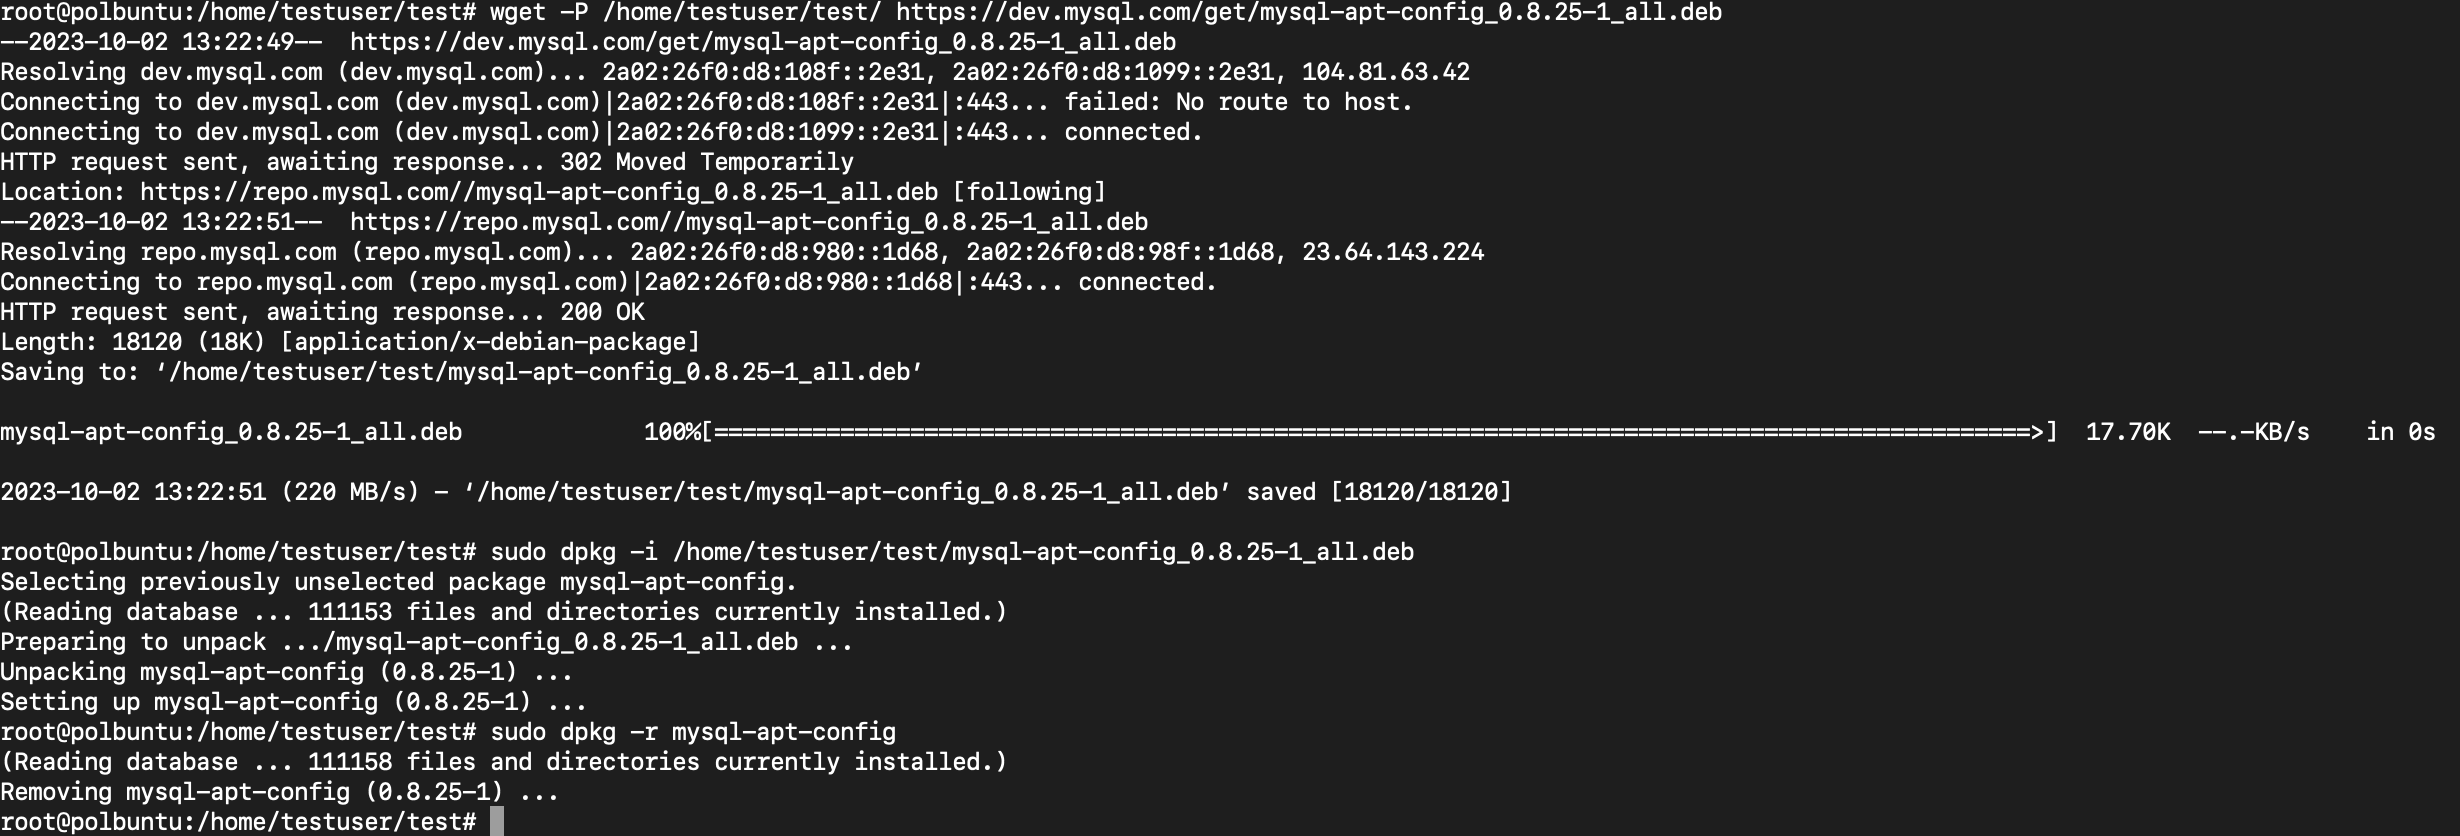 root@polbuntu:/home/testuser/test# wget -P /home/testuser/test/ https://dev.mysql.com/get/mysql-apt-config_0.8.25-1_all.deb
--2023-10-02 13:22:49--  https://dev.mysql.com/get/mysql-apt-config_0.8.25-1_all.deb
Resolving dev.mysql.com (dev.mysql.com)... 2a02:26f0:d8:108f::2e31, 2a02:26f0:d8:1099::2e31, 104.81.63.42
Connecting to dev.mysql.com (dev.mysql.com)|2a02:26f0:d8:108f::2e31|:443... failed: No route to host.
Connecting to dev.mysql.com (dev.mysql.com)|2a02:26f0:d8:1099::2e31|:443... connected.
HTTP request sent, awaiting response... 302 Moved Temporarily
Location: https://repo.mysql.com//mysql-apt-config_0.8.25-1_all.deb [following]
--2023-10-02 13:22:51--  https://repo.mysql.com//mysql-apt-config_0.8.25-1_all.deb
Resolving repo.mysql.com (repo.mysql.com)... 2a02:26f0:d8:980::1d68, 2a02:26f0:d8:98f::1d68, 23.64.143.224
Connecting to repo.mysql.com (repo.mysql.com)|2a02:26f0:d8:980::1d68|:443... connected.
HTTP request sent, awaiting response... 200 OK
Length: 18120 (18K) [application/x-debian-package]
Saving to: ‘/home/testuser/test/mysql-apt-config_0.8.25-1_all.deb’
mysql-apt-config_0.8.25-1_all.deb             100%[==============================================================================================>]  17.70K  --.-KB/s    in 0s
2023-10-02 13:22:51 (220 MB/s) - ‘/home/testuser/test/mysql-apt-config_0.8.25-1_all.deb’ saved [18120/18120]
root@polbuntu:/home/testuser/test# sudo dpkg -i /home/testuser/test/mysql-apt-config_0.8.25-1_all.deb
Selecting previously unselected package mysql-apt-config.
(Reading database ... 111153 files and directories currently installed.)
Preparing to unpack .../mysql-apt-config_0.8.25-1_all.deb ...
Unpacking mysql-apt-config (0.8.25-1) ...
Setting up mysql-apt-config (0.8.25-1) ...
root@polbuntu:/home/testuser/test# sudo dpkg -r mysql-apt-config
(Reading database ... 111158 files and directories currently installed.)
Removing mysql-apt-config (0.8.25-1) ...
root@polbuntu:/home/testuser/test#